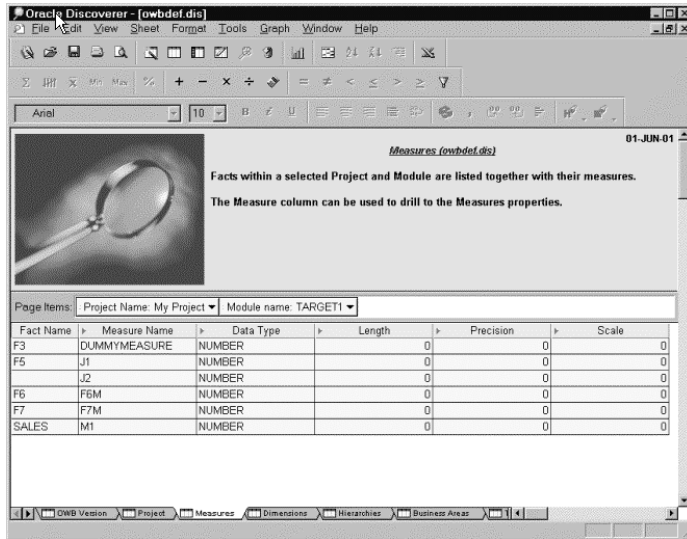 Oracle Discoverer - [owbdef.dis]
File Edit View Sheet Format Tools Graph Window Help
Σ Min Max % + - × ÷ = ≠ < ≤ > ≥
Arial 10 B I U
01-JUN-01
Measures (owbdef.dis)
Facts within a selected Project and Module are listed together with their measures.
The Measure column can be used to drill to the Measures properties.
Page Items: Project Name: My Project Module name: TARGET1
Fact Name Measure Name Data Type Length Precision Scale
F3 DUMMYMEASURE NUMBER 0 0 0
F5 J1 NUMBER 0 0 0
J2 NUMBER 0 0 0
F6 F6M NUMBER 0 0 0
F7 F7M NUMBER 0 0 0
SALES M1 NUMBER 0 0 0
OWB Version Project Measures Dimensions Hierarchies Business Areas